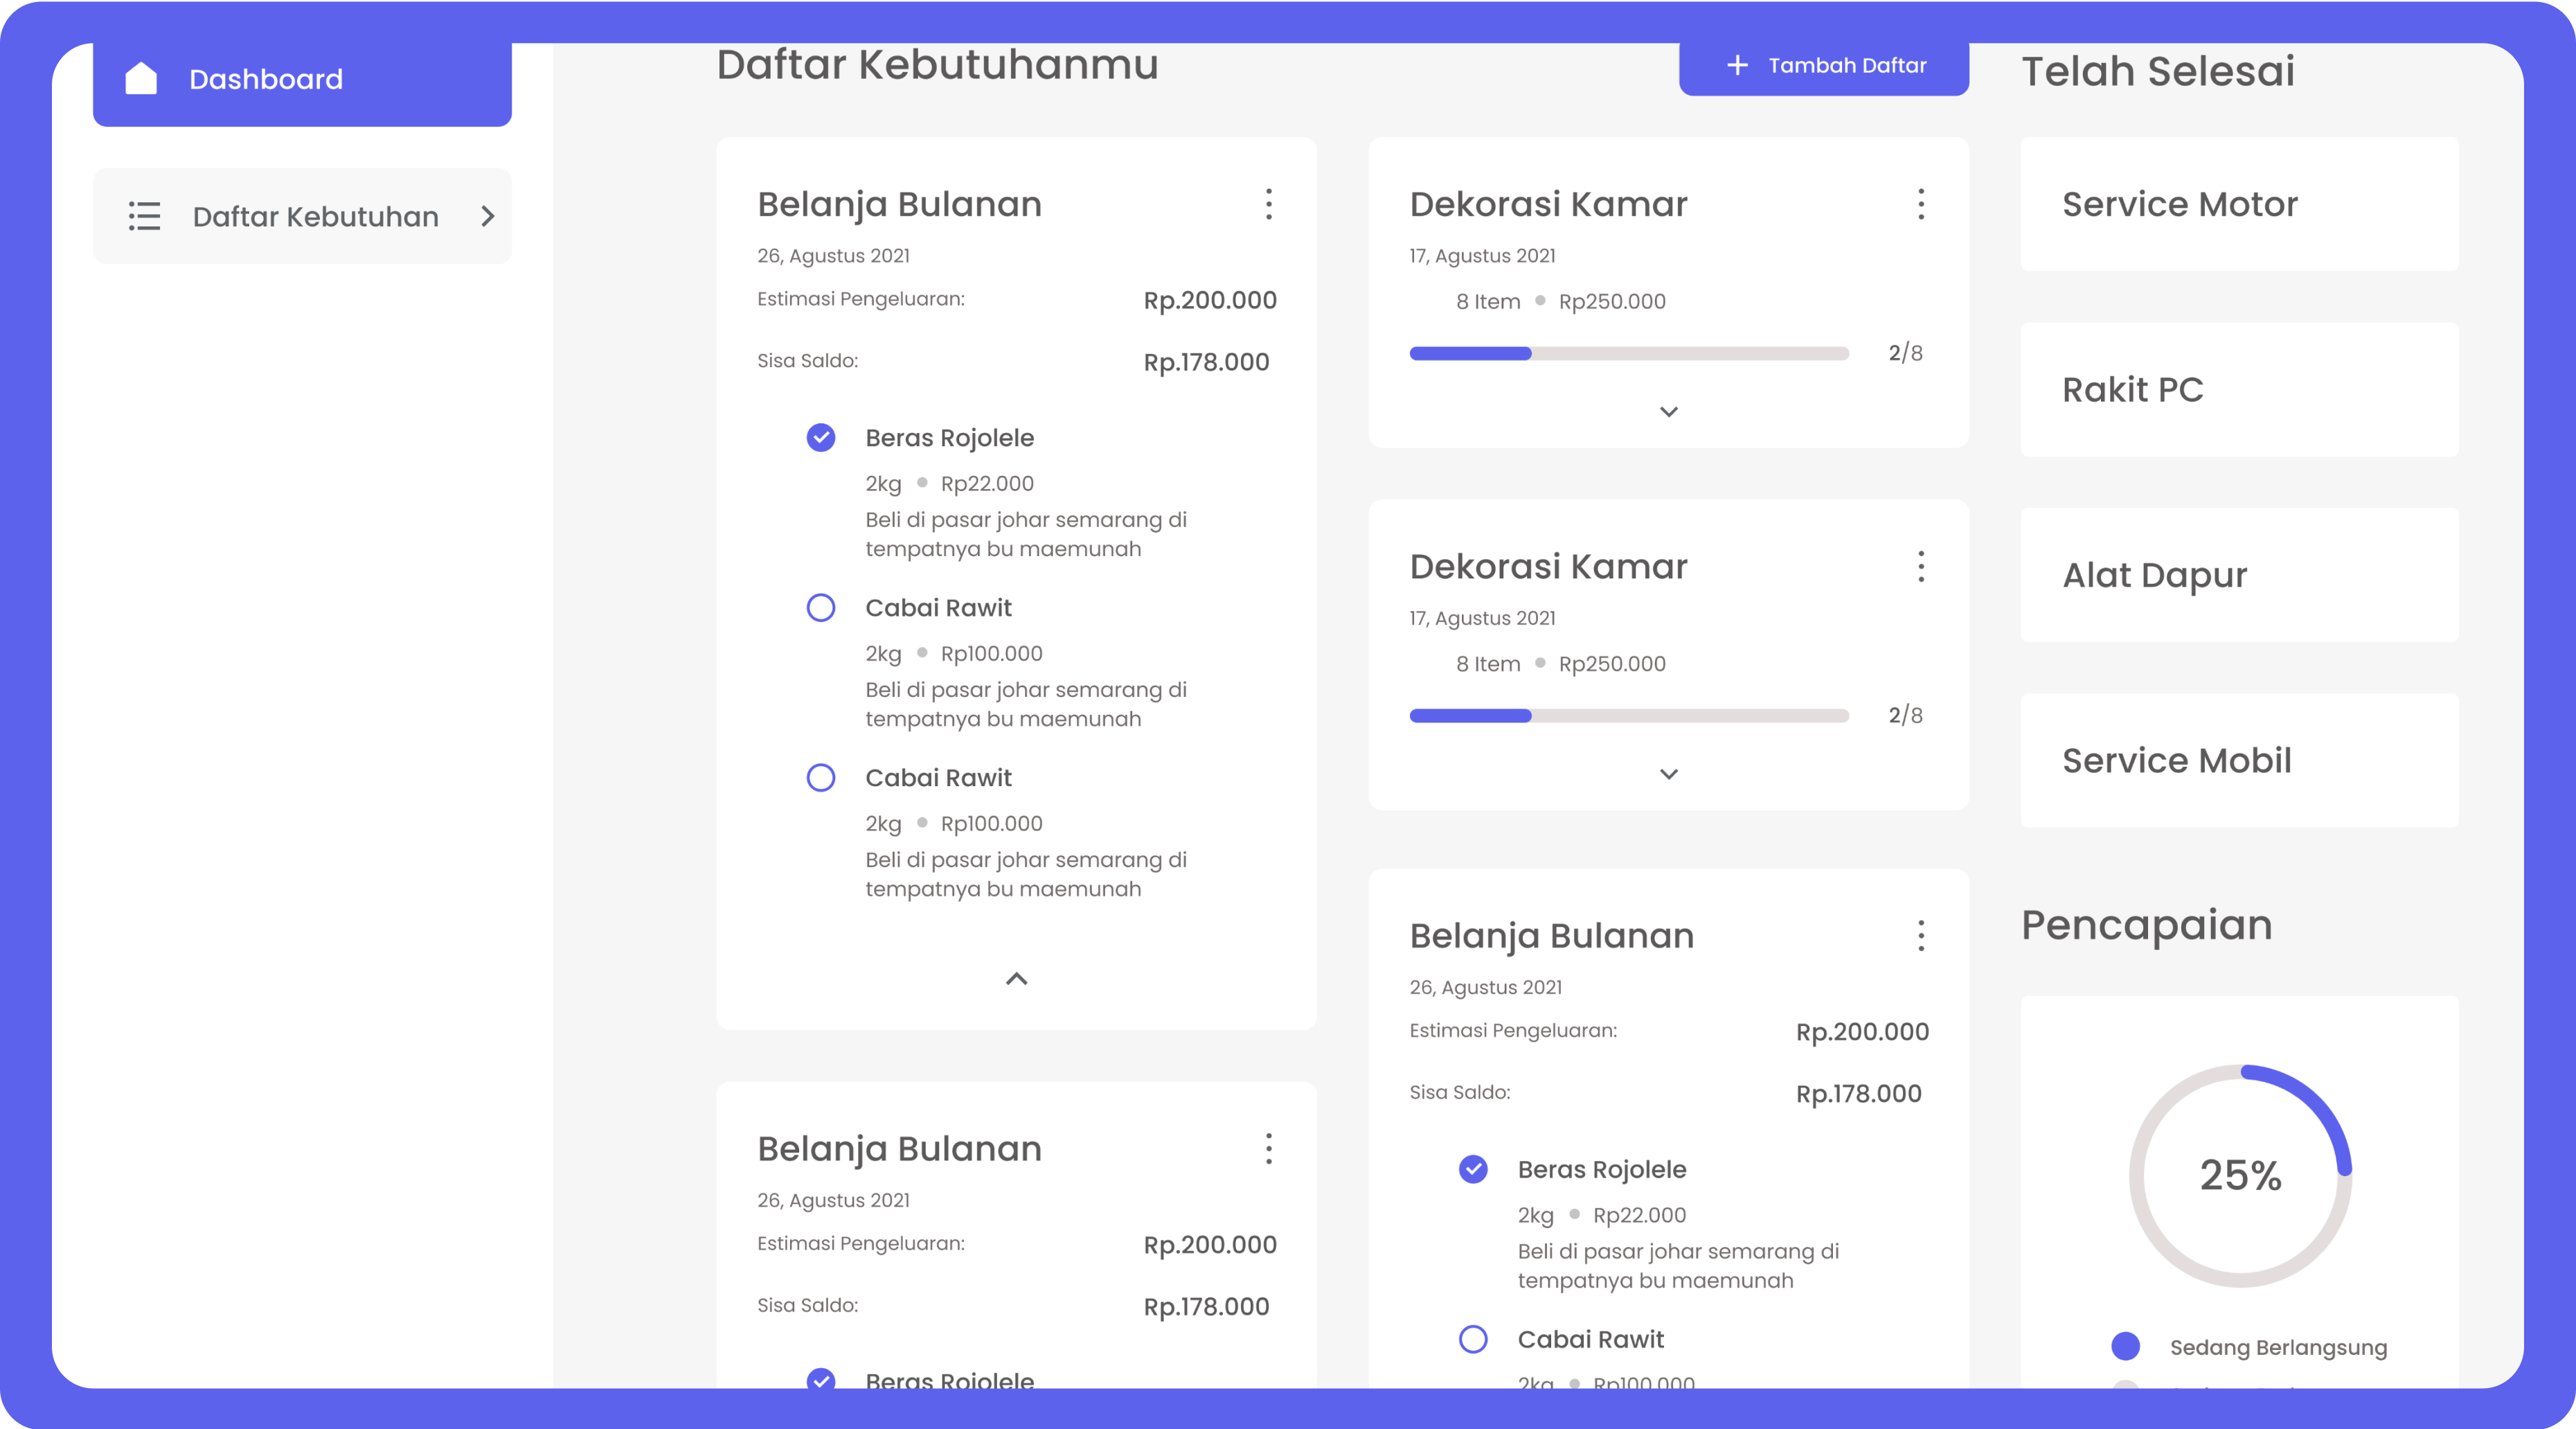 Dashboard
Daftar Kebutuhan
Daftar Kebutuhanmu
+ Tambah Daftar
Belanja Bulanan
26, Agustus 2021
Estimasi Pengeluaran: Rp.200.000
Sisa Saldo: Rp.178.000
Beras Rojolele
2kg • Rp22.000
Beli di pasar johar semarang di
tempatnya bu maemunah
Cabai Rawit
2kg • Rp100.000
Beli di pasar johar semarang di
tempatnya bu maemunah
Cabai Rawit
2kg • Rp100.000
Beli di pasar johar semarang di
tempatnya bu maemunah
Belanja Bulanan
26, Agustus 2021
Estimasi Pengeluaran: Rp.200.000
Sisa Saldo: Rp.178.000
Beras Rojolele
Dekorasi Kamar
17, Agustus 2021
8 Item • Rp250.000
2/8
Dekorasi Kamar
17, Agustus 2021
8 Item • Rp250.000
2/8
Belanja Bulanan
26, Agustus 2021
Estimasi Pengeluaran: Rp.200.000
Sisa Saldo: Rp.178.000
Beras Rojolele
2kg • Rp22.000
Beli di pasar johar semarang di
tempatnya bu maemunah
Cabai Rawit
2kg • Rp100.000
Telah Selesai
Service Motor
Rakit PC
Alat Dapur
Service Mobil
Pencapaian
25%
Sedang Berlangsung